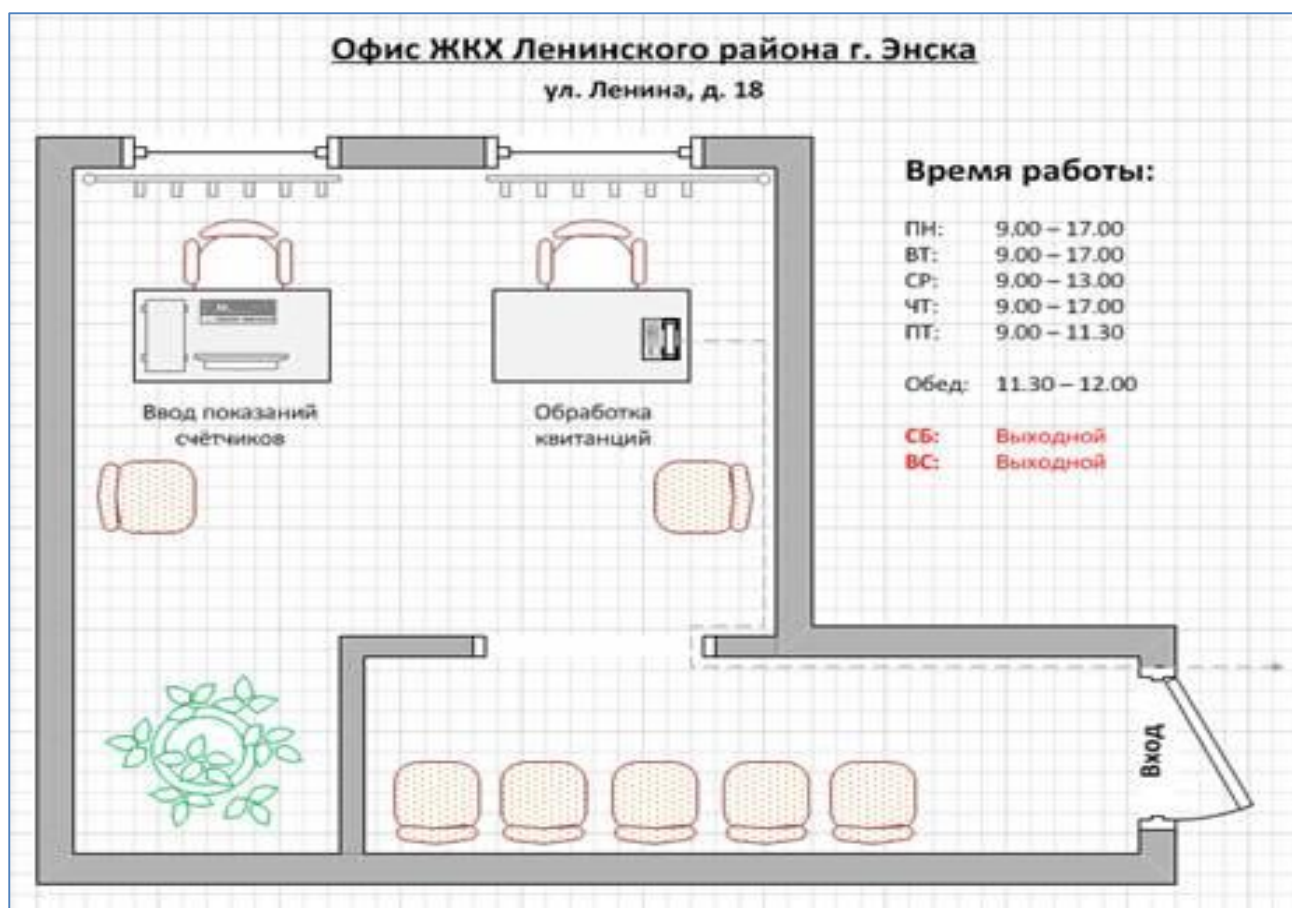 Офис ЖКХ Ленинского района г. Энска
ул. Ленина, д. 18
Время работы:
ПН: 9.00 – 17.00
ВТ: 9.00 – 17.00
СР: 9.00 – 13.00
ЧТ: 9.00 – 17.00
ПТ: 9.00 – 11.30
Обед: 11.30 – 12.00
СБ: Выходной
ВС: Выходной
Ввод показаний
счётчиков
Обработка
квитанций
Вход